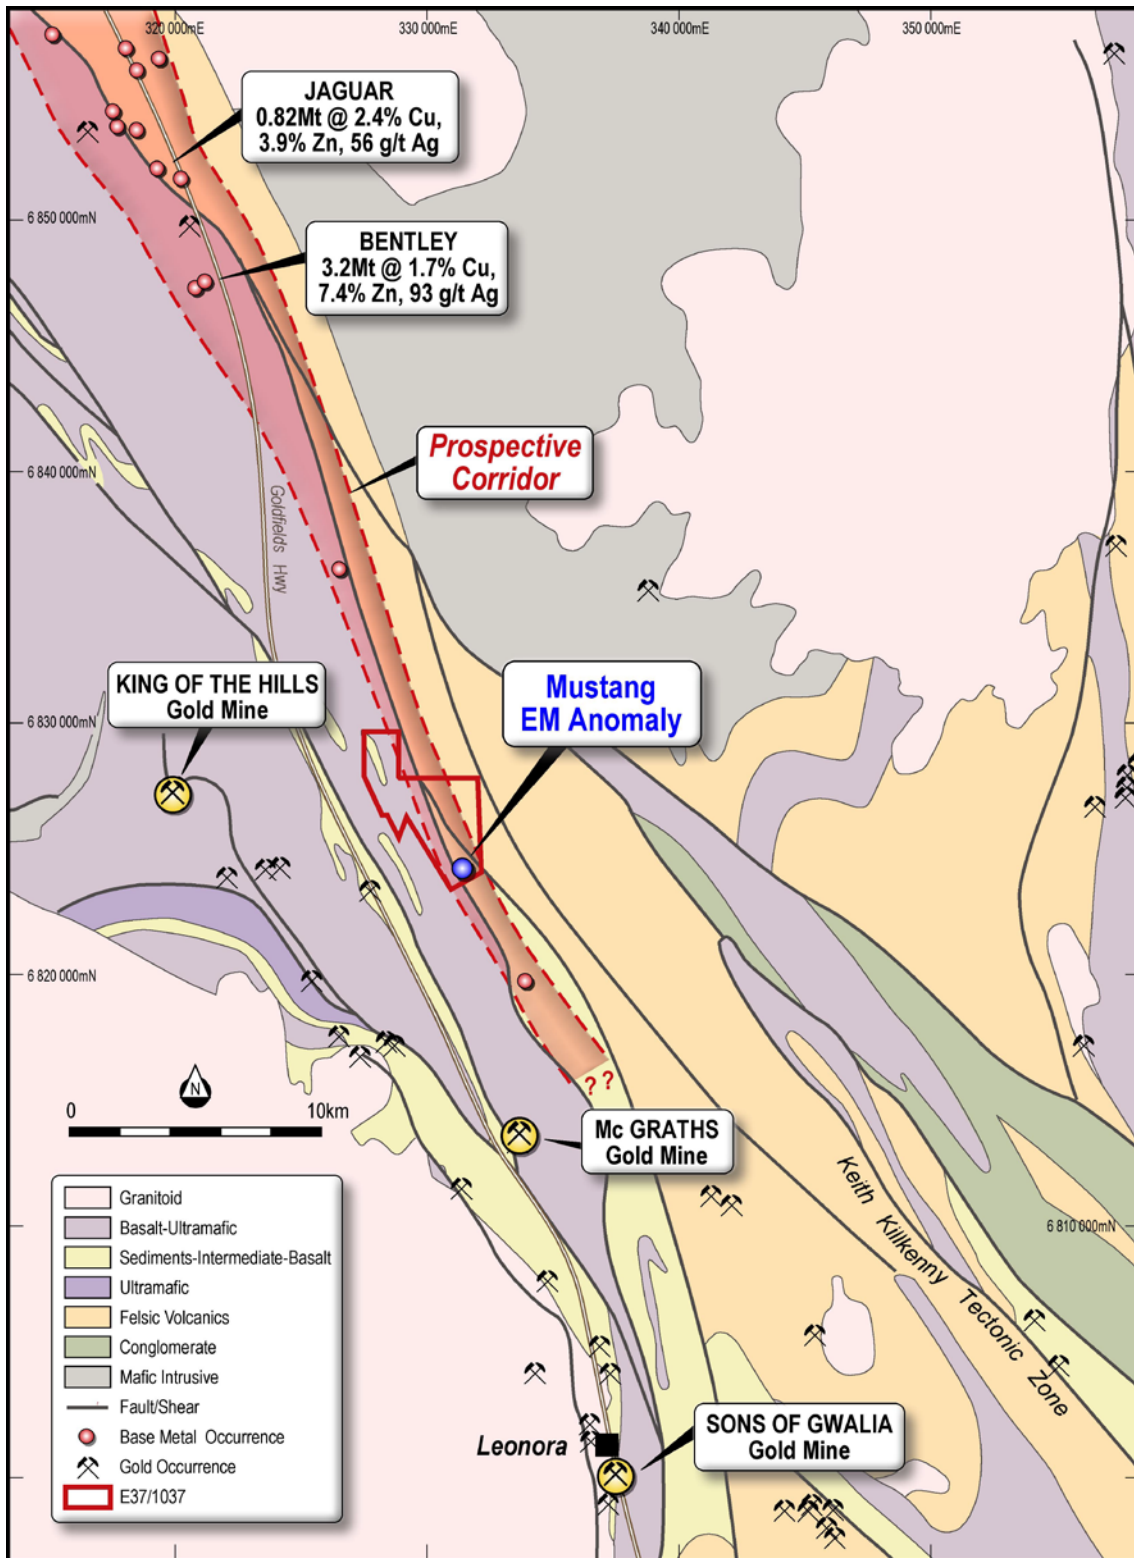 320 000mE
330 000mE
340 000mE
350 000mE
JAGUAR
0.82Mt @ 2.4% Cu,
3.9% Zn, 56 g/t Ag
6 850 000mN
BENTLEY
3.2Mt @ 1.7% Cu,
7.4% Zn, 93 g/t Ag
Prospective
Corridor
6 840 000mN
Goldfields Hwy
KING OF THE HILLS
Gold Mine
Mustang
EM Anomaly
6 830 000mN
6 820 000mN
? ?
N
0 10km
Mc GRATHS
Gold Mine
Keith Killkenny Tectonic Zone
6 810 000mN
Granitoid
Basalt-Ultramafic
Sediments-Intermediate-Basalt
Ultramafic
Felsic Volcanics
Conglomerate
Mafic Intrusive
Fault/Shear
Base Metal Occurrence
Gold Occurrence
E37/1037
Leonora
SONS OF GWALIA
Gold Mine